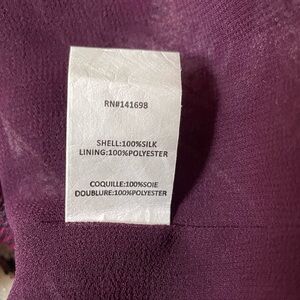 RN#141698
SHELL:100%SILK
LINING:100%POLYESTER
COQUILLE:100%SOIE
DOUBLURE:100%POLYESTER